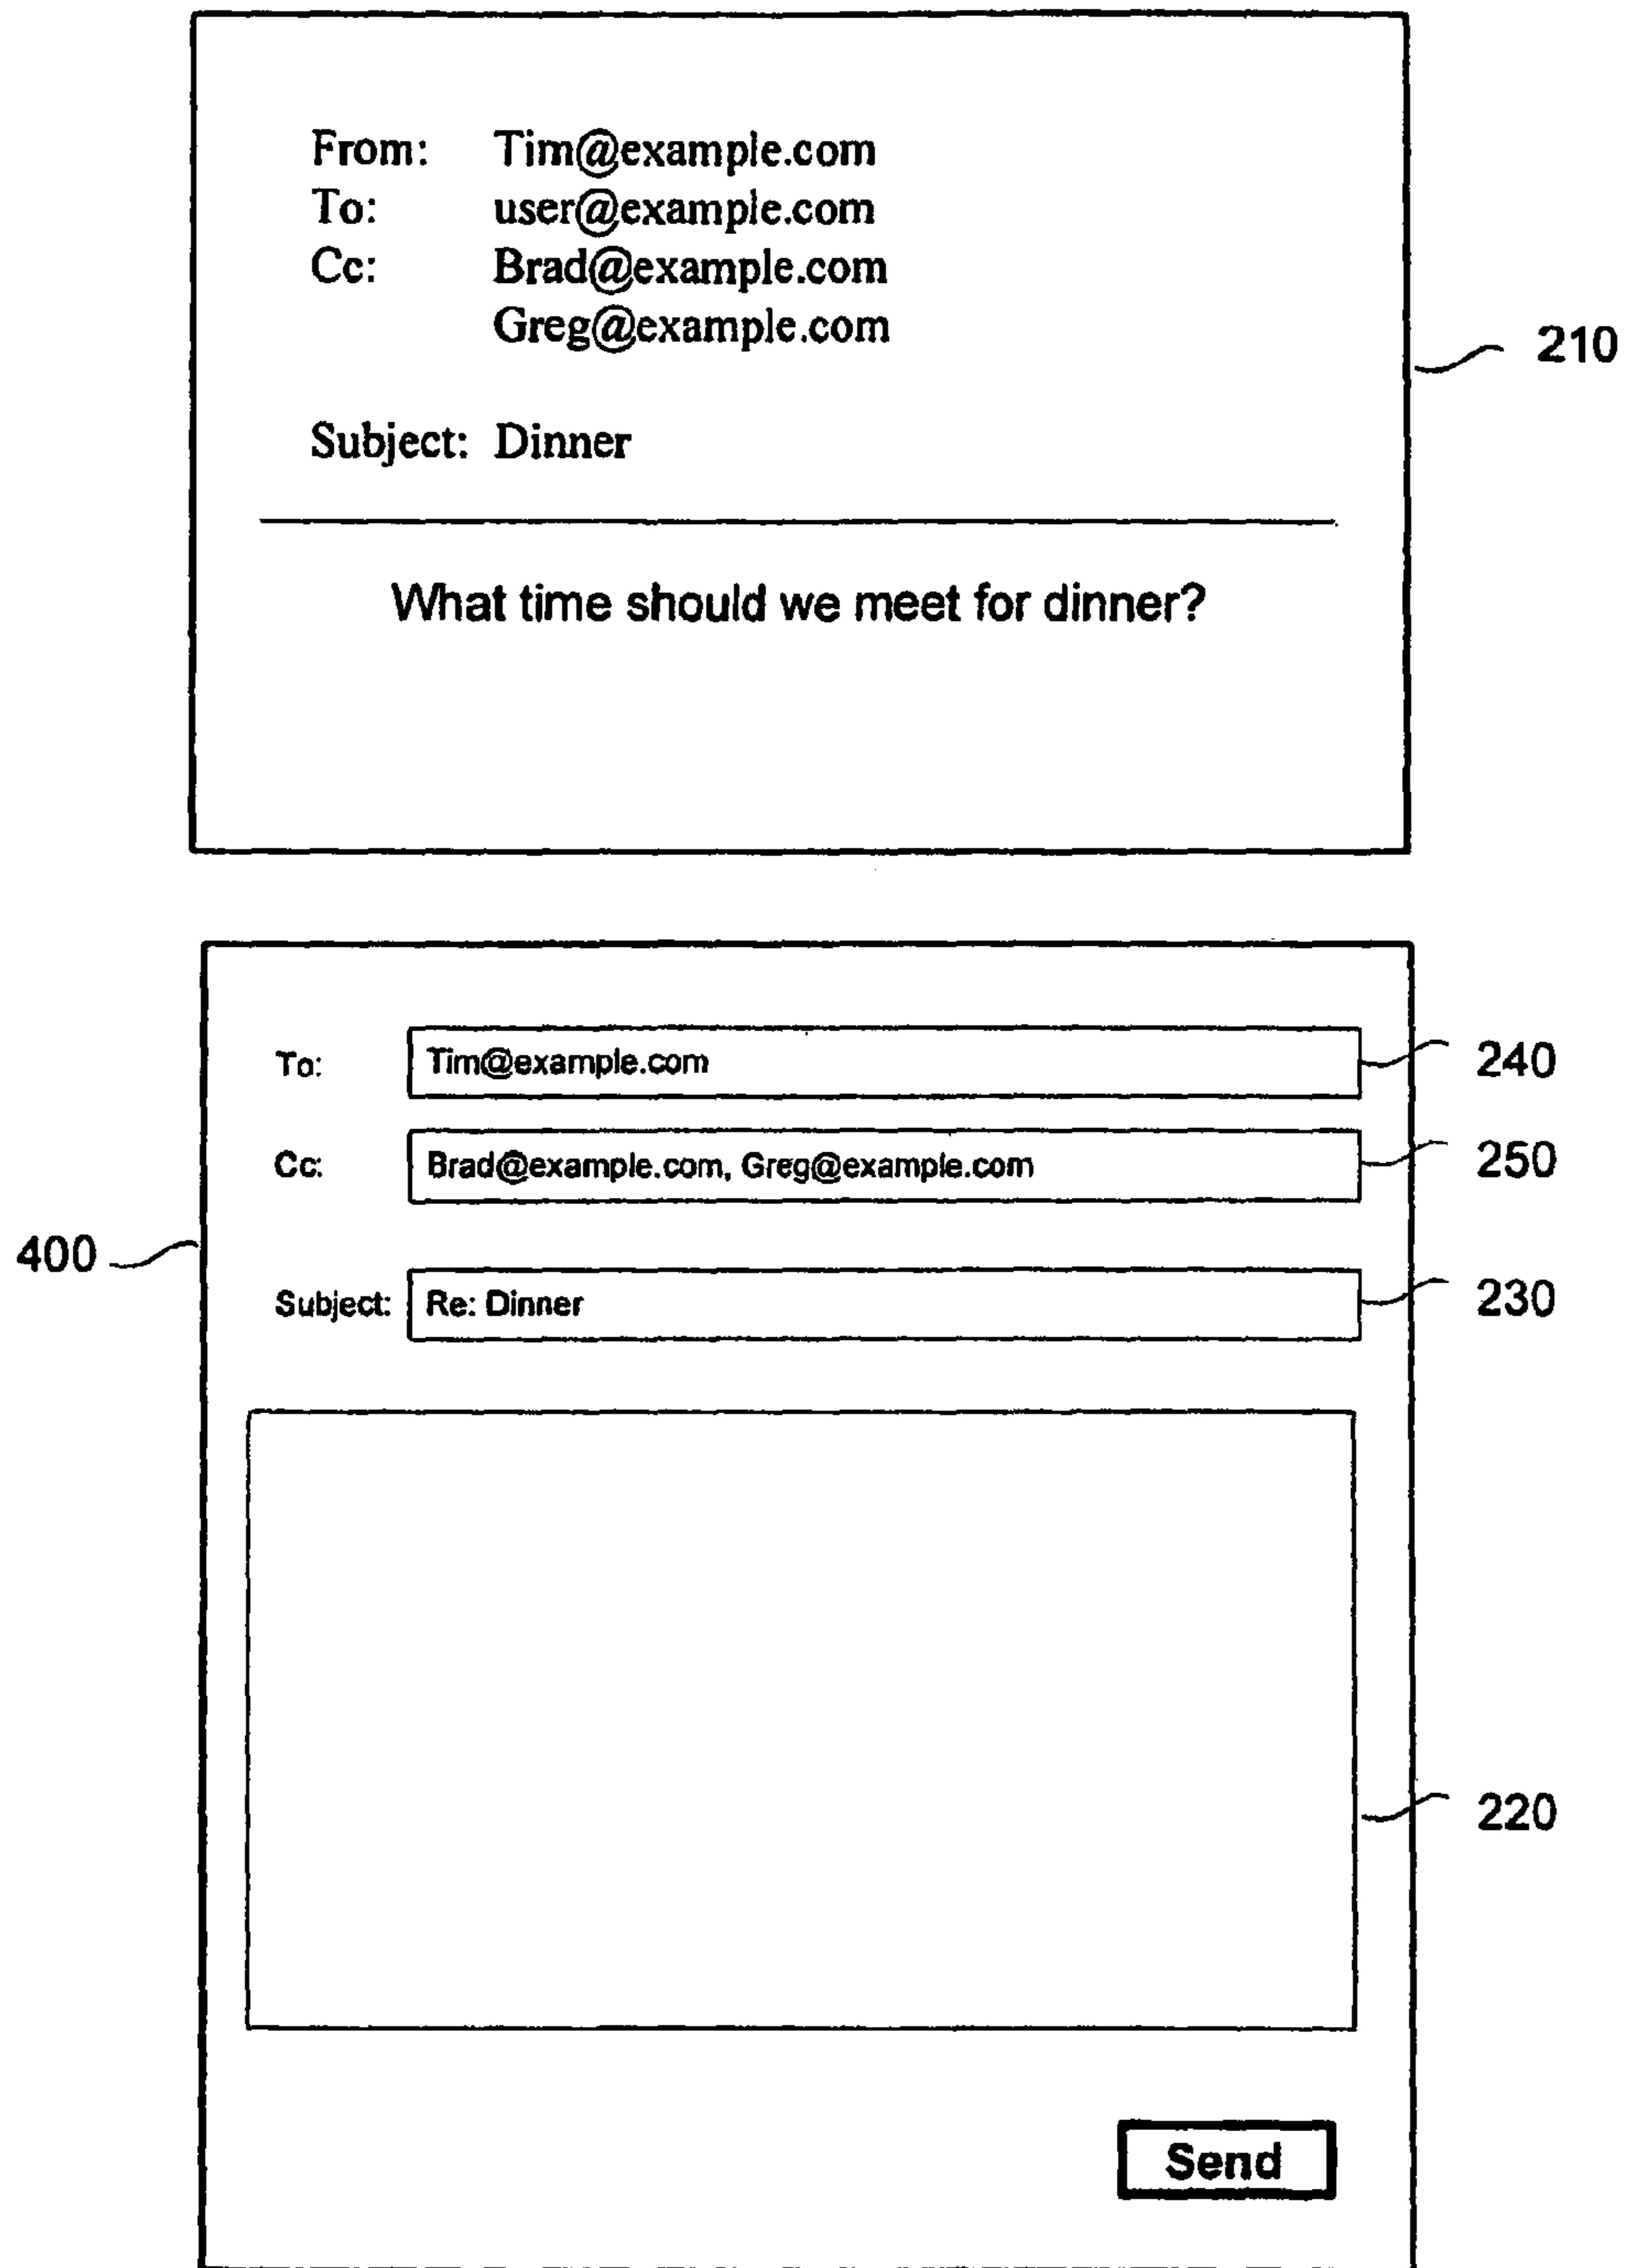 From: Tim@example.com
To: user@example.com
Cc: Brad@example.com
Greg@example.com
210
Subject: Dinner
What time should we meet for dinner?
To: Tim@example.com 240
Cc: Brad@example.com, Greg@example.com 250
400
Subject: Re: Dinner 230
220
Send